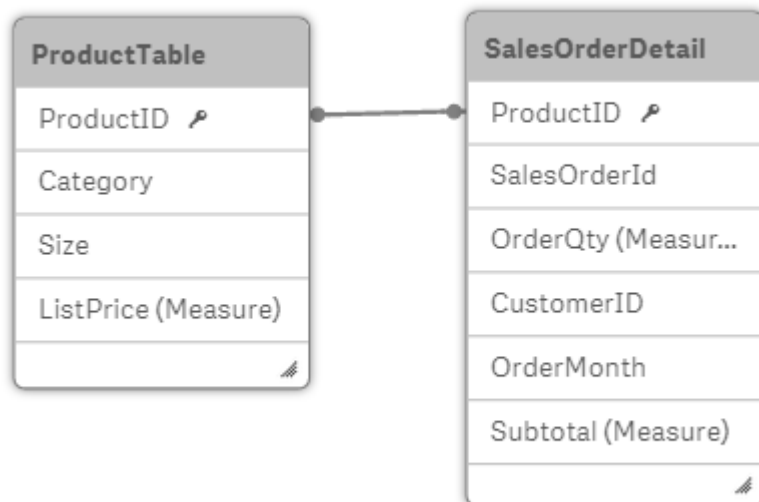 ProductTable
ProductID
Category
Size
ListPrice (Measure)
SalesOrderDetail
ProductID
SalesOrderId
OrderQty (Measur...
CustomerID
OrderMonth
Subtotal (Measure)